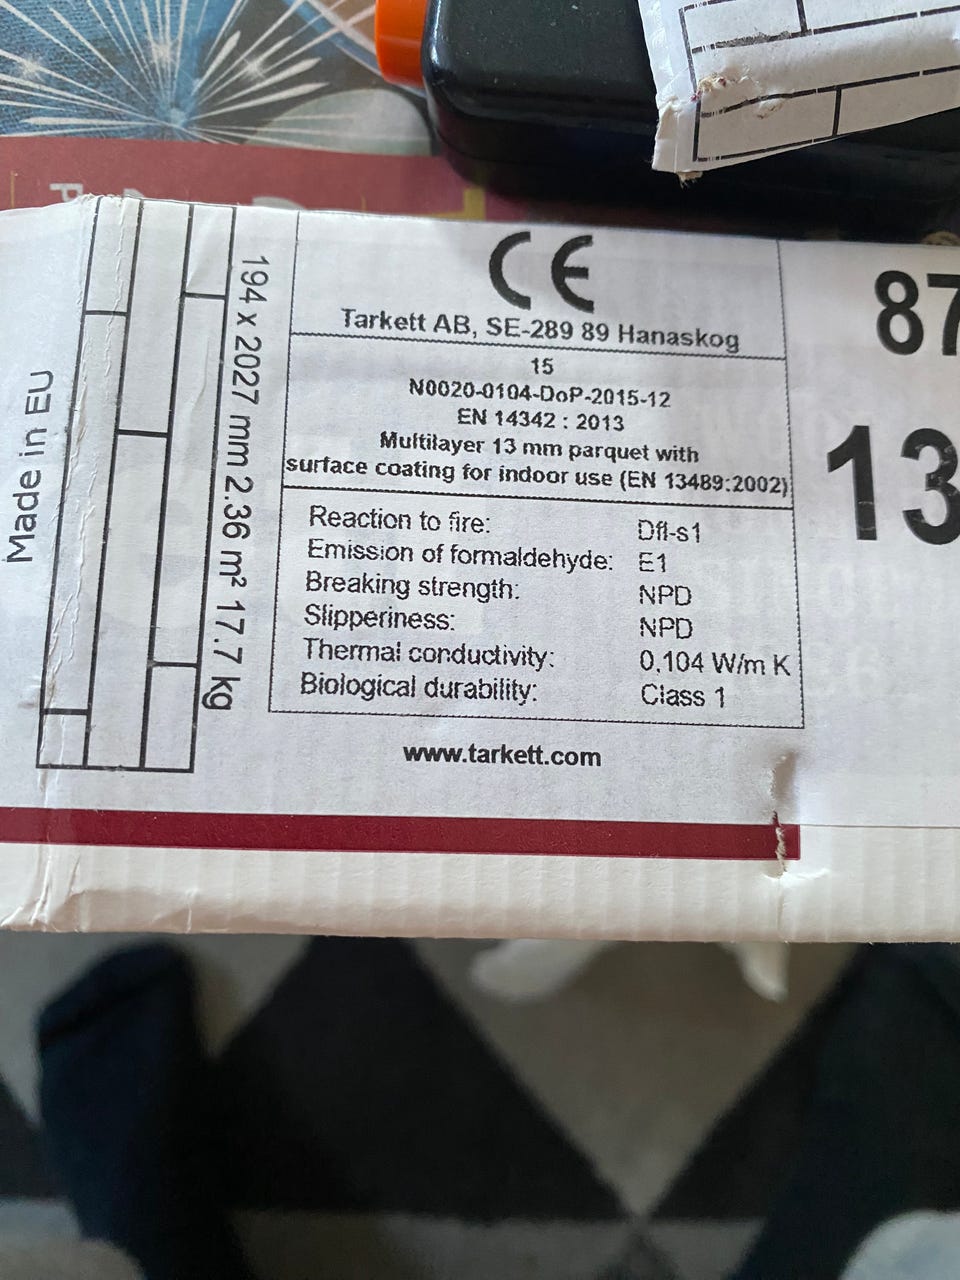 Made in EU
194 x 2027 mm 2.36 m² 17.7 kg
CE
Tarkett AB, SE-289 89 Hanaskog
15
N0020-0104-DoP-2015-12
EN 14342 : 2013
Multilayer 13 mm parquet with
surface coating for indoor use (EN 13489:2002)
Reaction to fire: Dfl-s1
Emission of formaldehyde: E1
Breaking strength: NPD
Slipperiness: NPD
Thermal conductivity: 0.104 W/m K
Biological durability: Class 1
www.tarkett.com
87
13